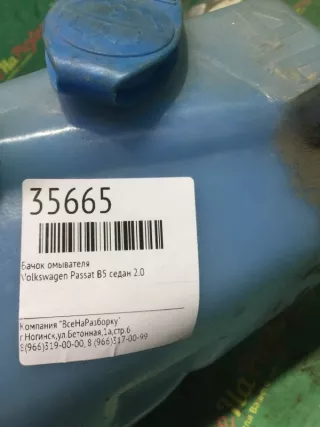 35665
Бачок омывателя
Volkswagen Passat B5 седан 2.0
Компания "ВсеНаРазборку"
г.Ногинск,ул.Бетонная,1а,стр.6
8(966)319-00-00, 8 (966)317-00-99